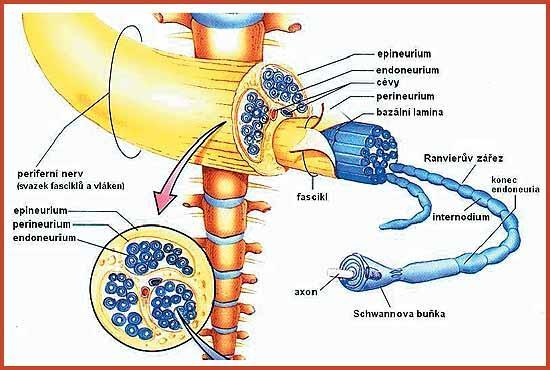 epineurium
endoneurium
cévy
perineurium
bazální lamina
Ranvierův zářez
konec
endoneuria
periferní nerv
(svazek fasciklů a vláken)
fascikl
internodium
epineurium
perineurium
endoneurium
axon
Schwannova buňka